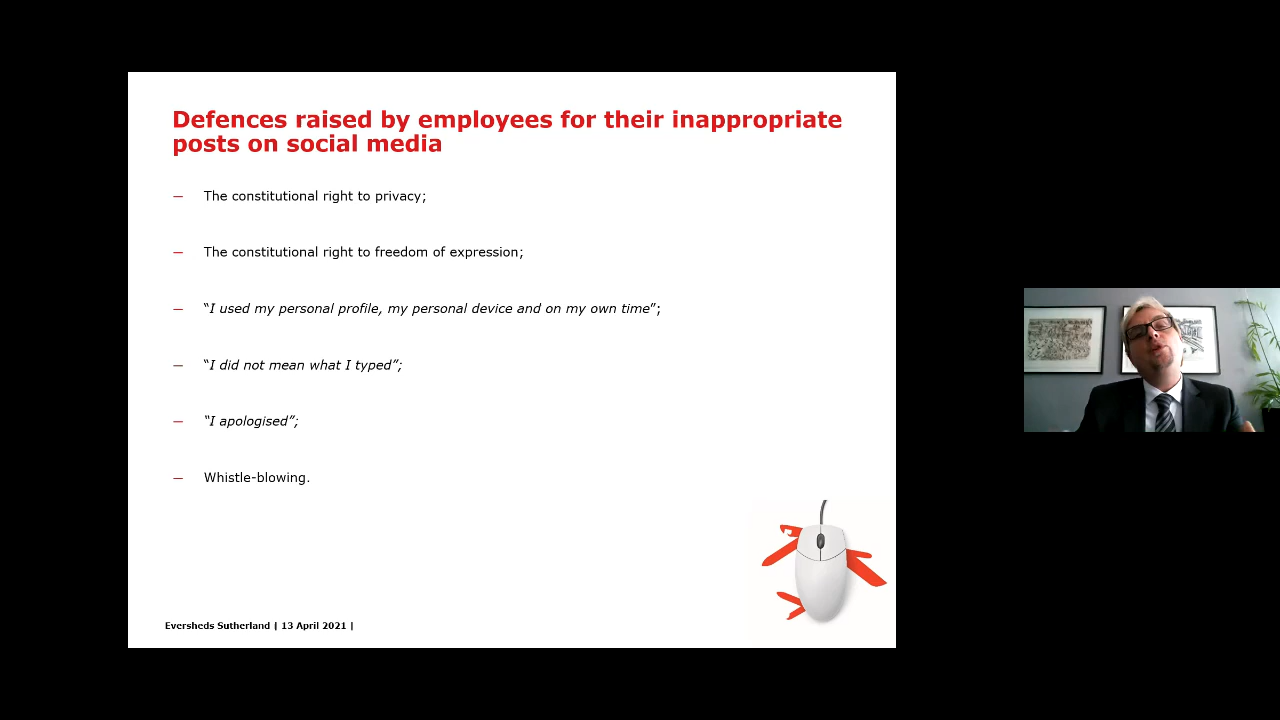 Defences raised by employees for their inappropriate
posts on social media
— The constitutional right to privacy;
— The constitutional right to freedom of expression;
— “I used my personal profile, my personal device and on my own time”;
— “I did not mean what I typed”;
— “I apologised”;
— Whistle-blowing.
Eversheds Sutherland | 13 April 2021 |